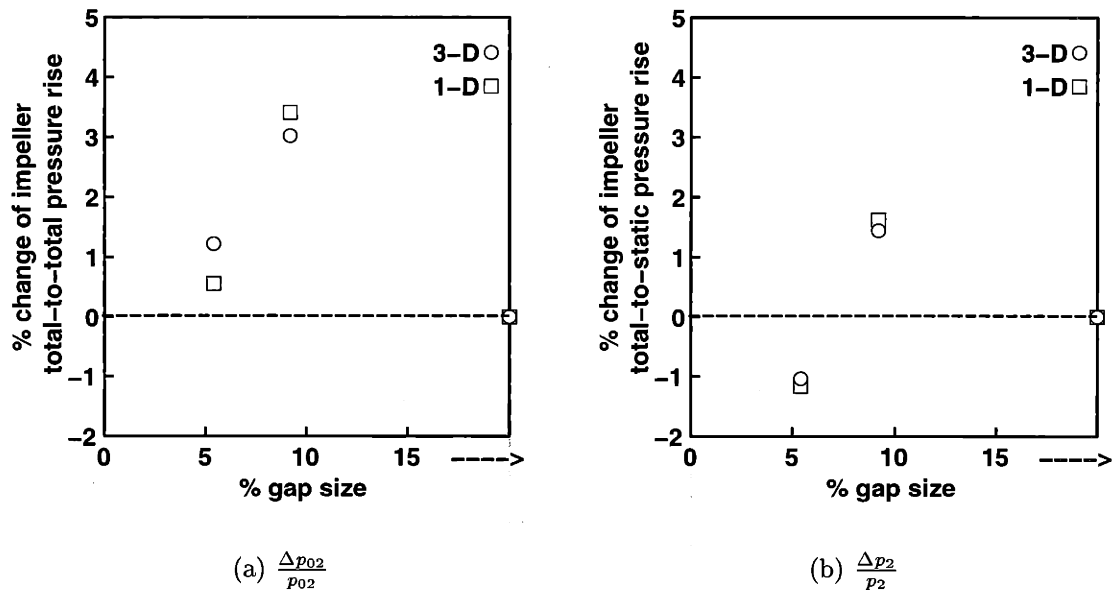 % change of impeller
total-to-total pressure rise
5
4
3
2
1
0
-1
-2
3-D
1-D
0
5
10
15
---->
% gap size
(a) Δp₀₂/p₀₂
% change of impeller
total-to-static pressure rise
5
4
3
2
1
0
-1
-2
3-D
1-D
0
5
10
15
---->
% gap size
(b) Δp₂/p₂